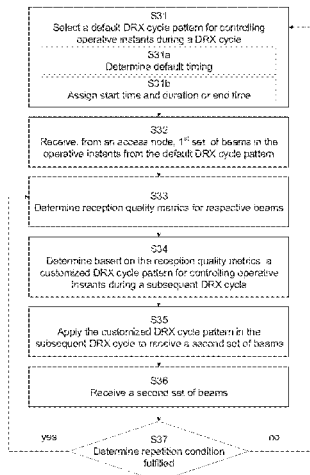 S31
Select a default DRX cycle pattern for controlling
operative instants during a DRX cycle
S31a
Determine default timing
S31b
Assign start time and duration or end time
S32
Receive, from an access node, 1st set of beams in the
operative instants from the default DRX cycle pattern
S33
Determine reception quality metrics for respective beams
S34
Determine based on the reception quality metrics a
customized DRX cycle pattern for controlling operative
instants during a subsequent DRX cycle
S35
Apply the customized DRX cycle pattern in the
subsequent DRX cycle to receive a second set of beams
S36
Receive a second set of beams
yes
S37
no
Determine repetition condition
fulfilled